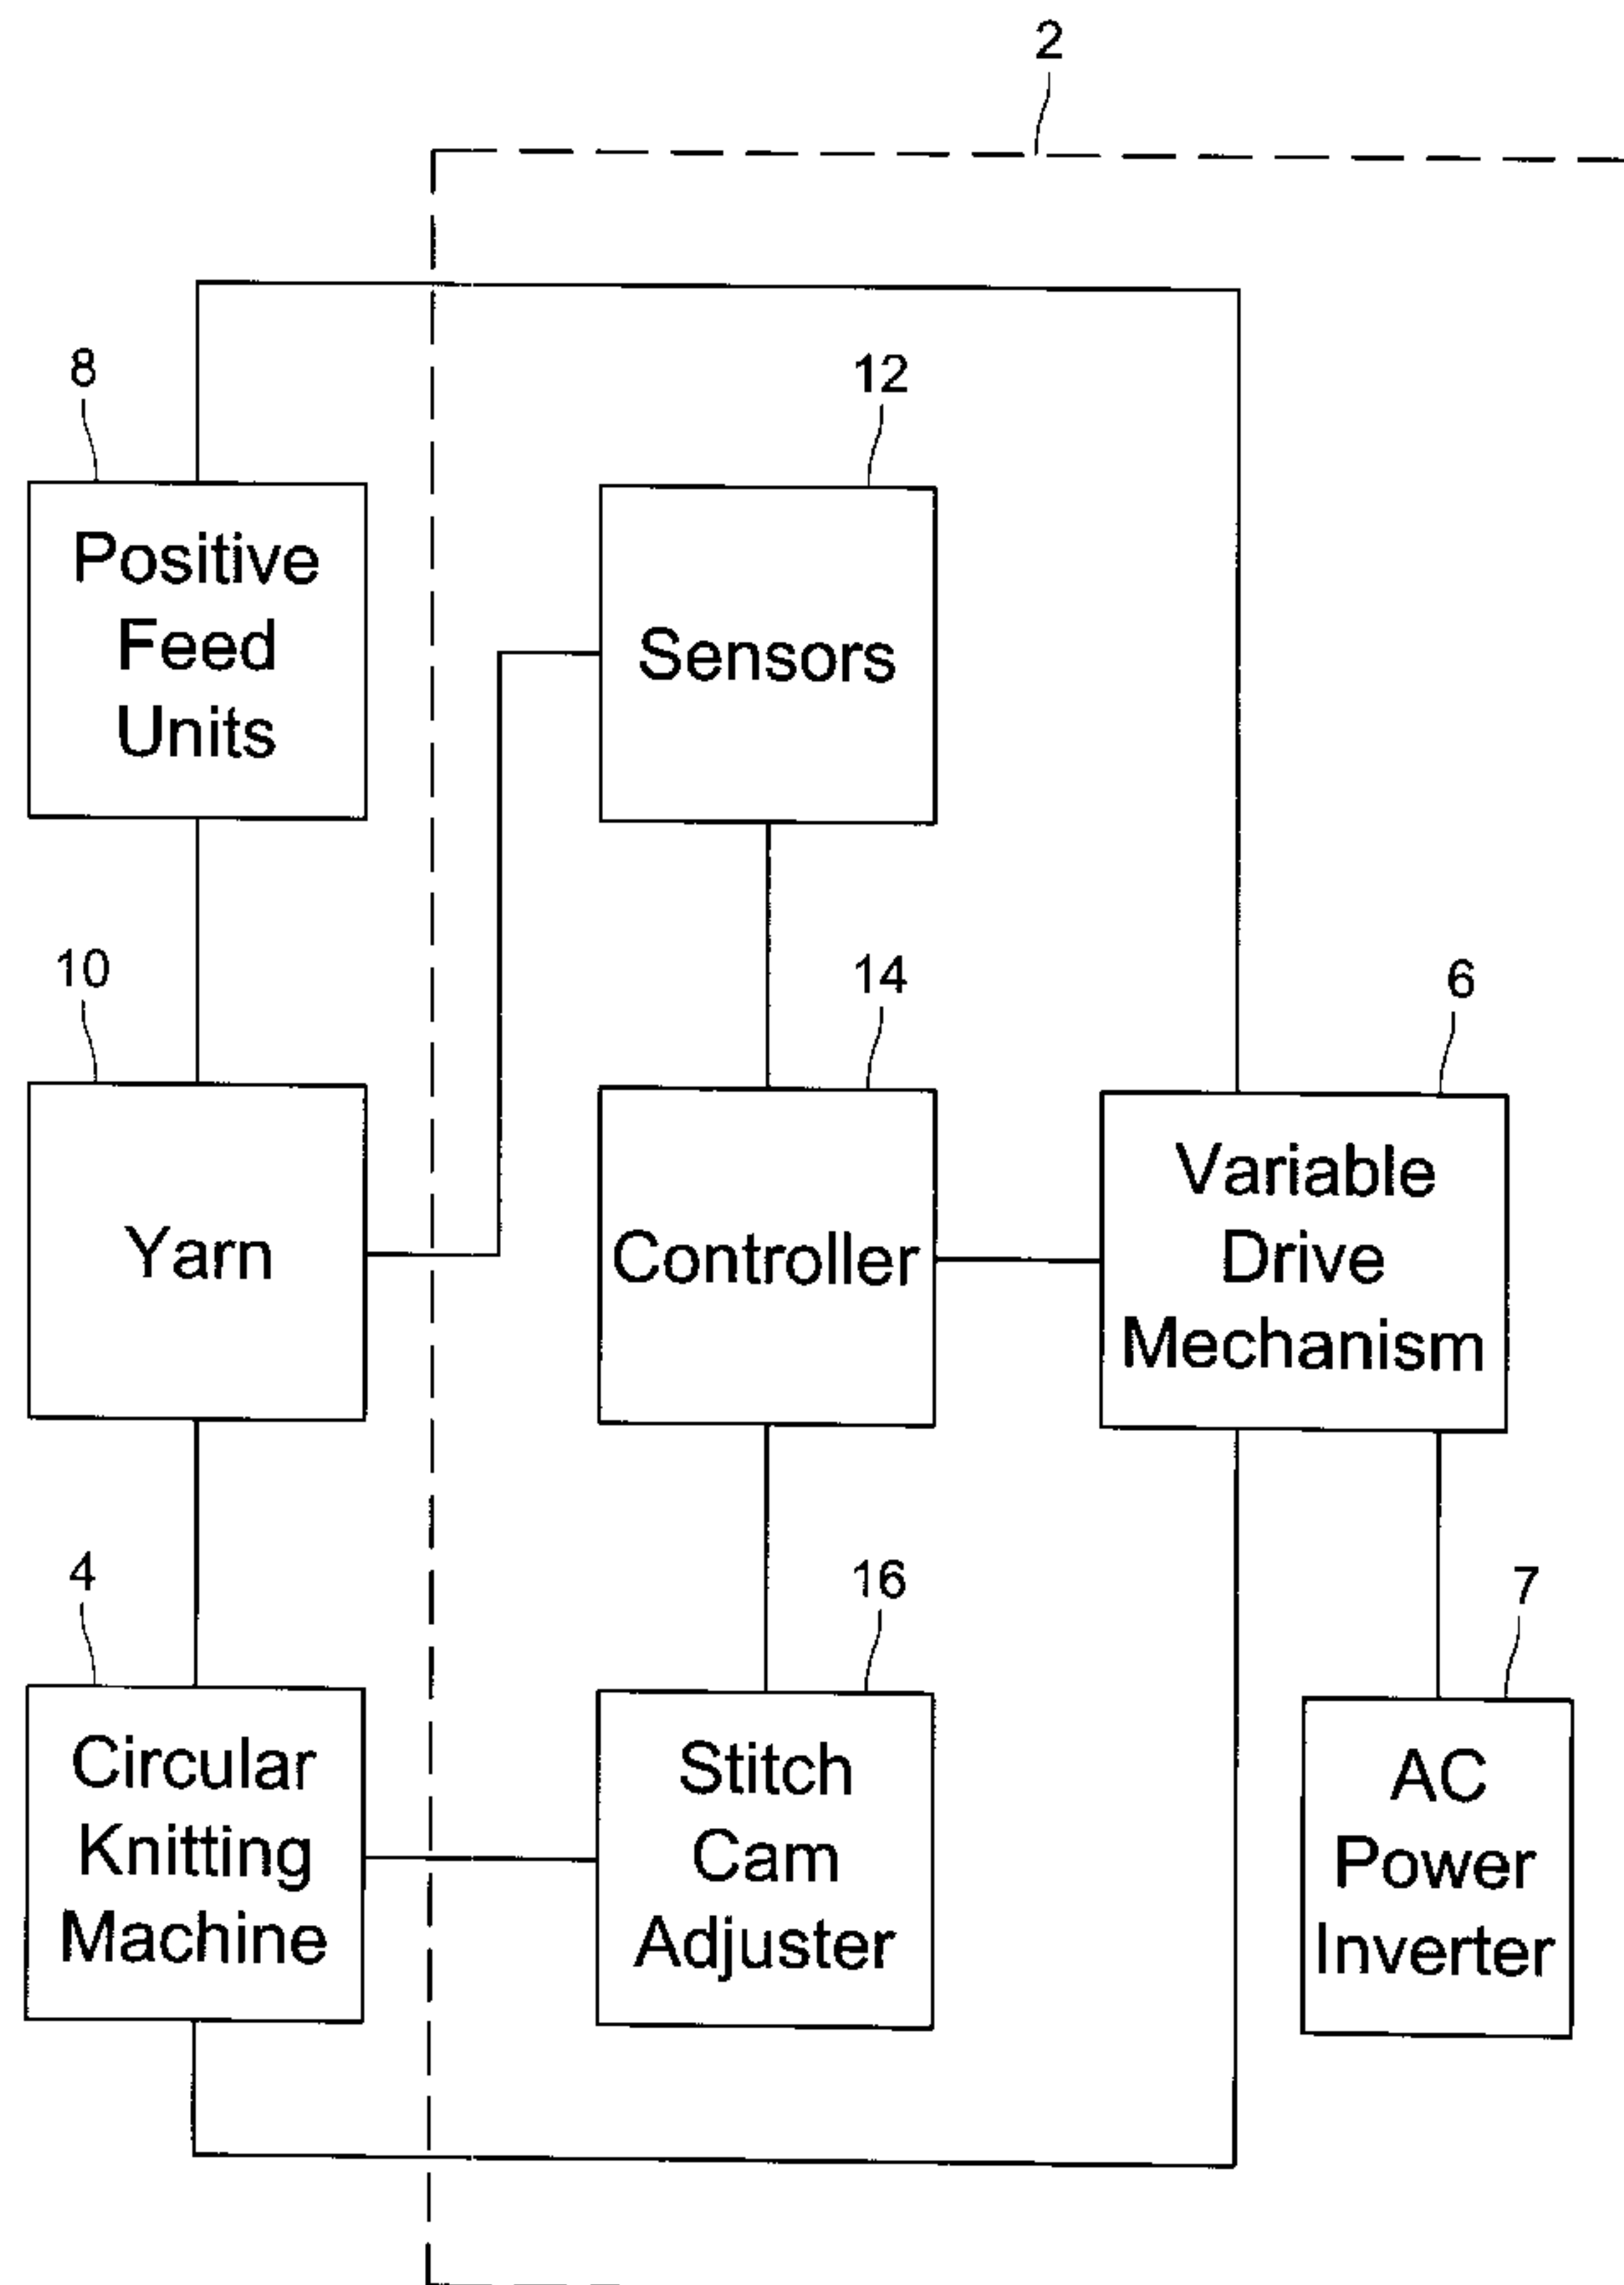 2
8
Positive
Feed
Units
12
Sensors
10
Yarn
14
Controller
6
Variable
Drive
Mechanism
4
Circular
Knitting
Machine
16
Stitch
Cam
Adjuster
7
AC
Power
Inverter